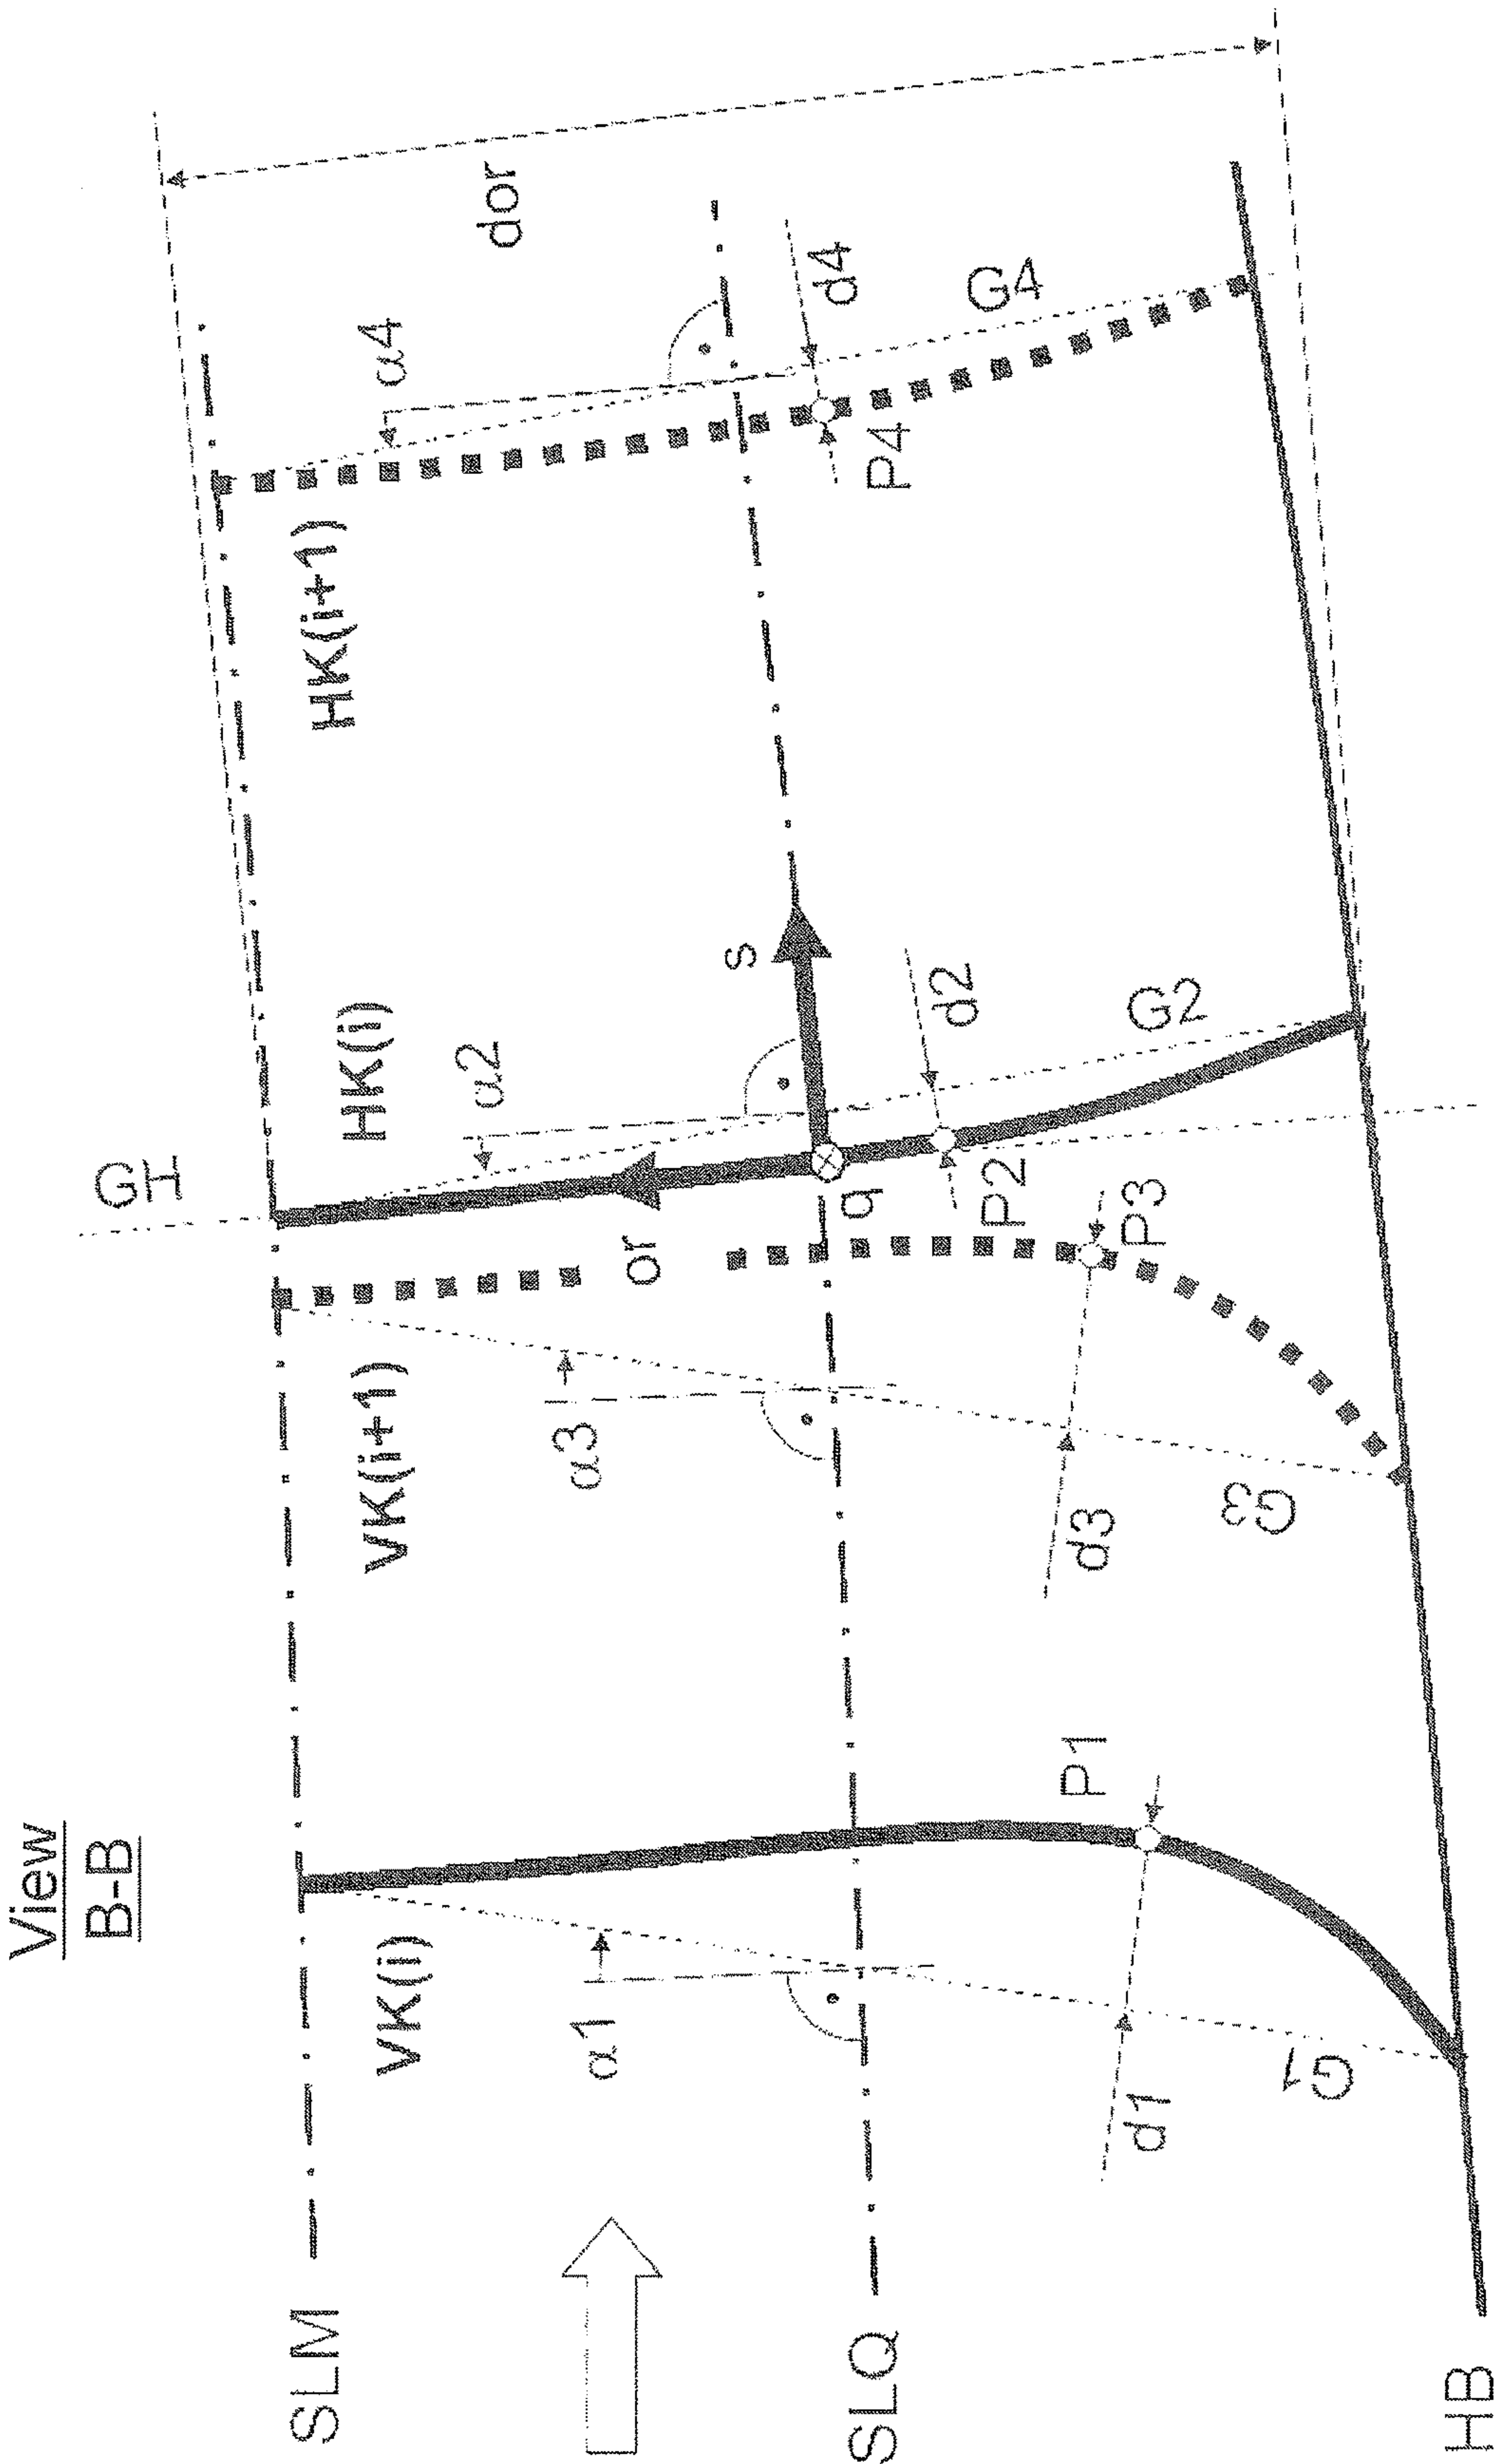 View
B-B
GH
SLM
VK(i)
VK(i+1)
HK(i)
HK(i+1)
α1
α3
α2
α4
or
dor
s
q
SLQ
P1
P2
P3
P4
d1
d3
d2
d4
G1
G3
G2
G4
HB